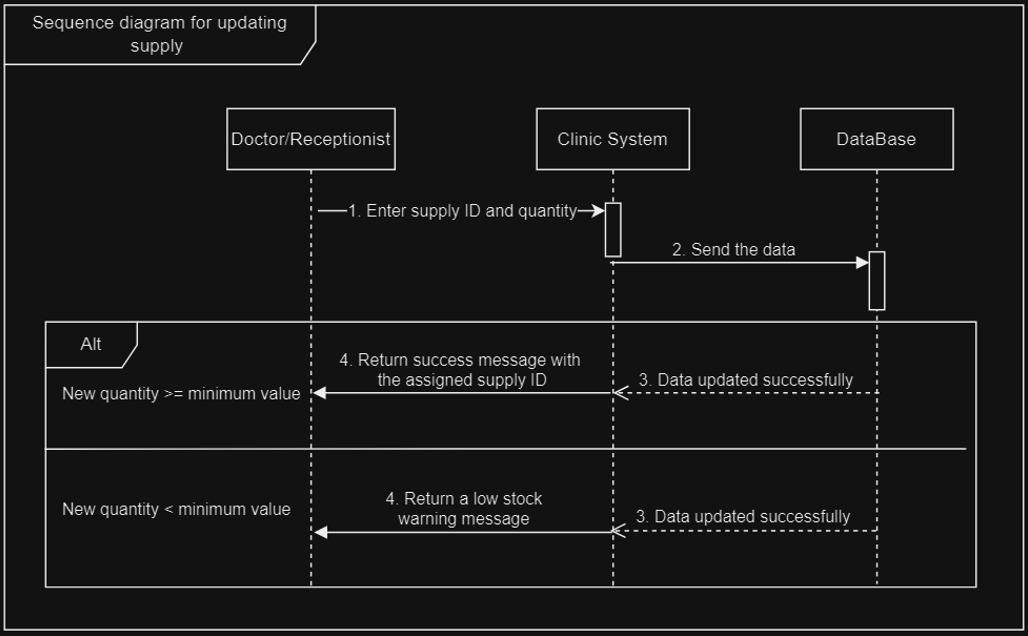 Sequence diagram for updating
supply
Doctor/Receptionist
Clinic System
DataBase
1. Enter supply ID and quantity
2. Send the data
Alt
4. Return success message with
the assigned supply ID
3. Data updated successfully
New quantity >= minimum value
4. Return a low stock
warning message
3. Data updated successfully
New quantity < minimum value